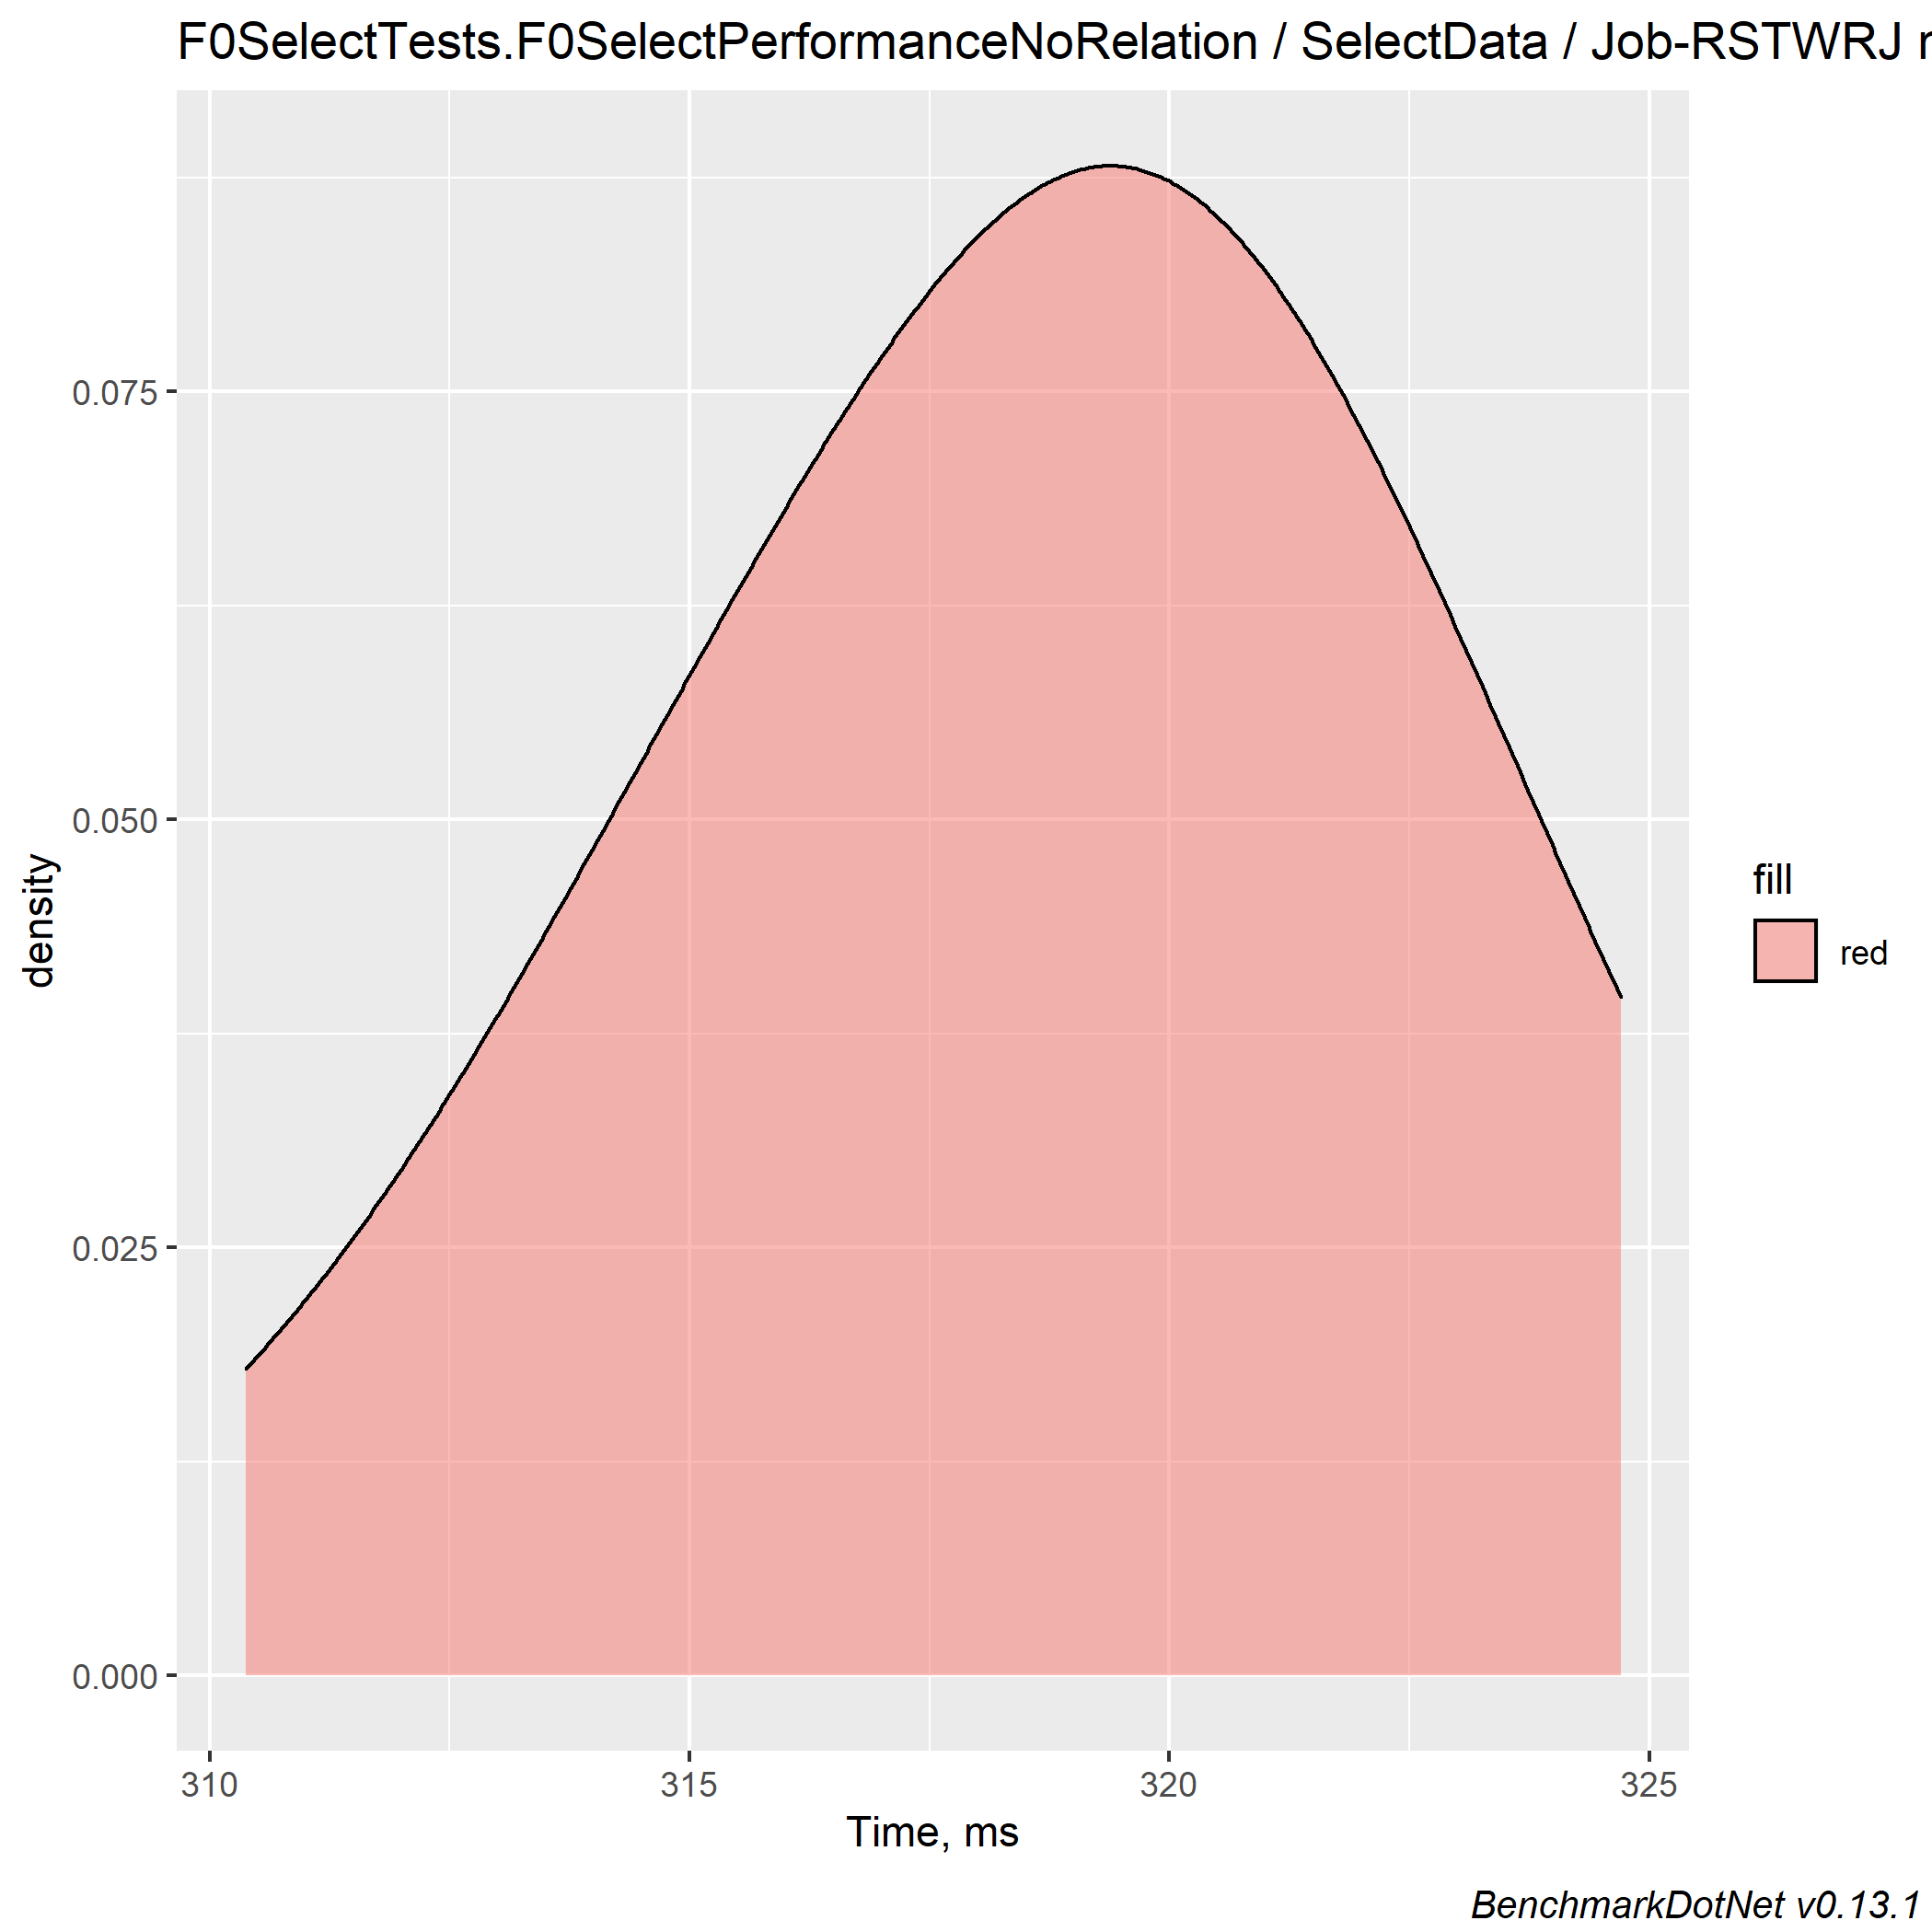 F0SelectTests.F0SelectPerformanceNoRelation / SelectData / Job-RSTWRJ
density
0.075
0.050
0.025
0.000
310 315 320 325
Time, ms
fill
red
BenchmarkDotNet v0.13.1